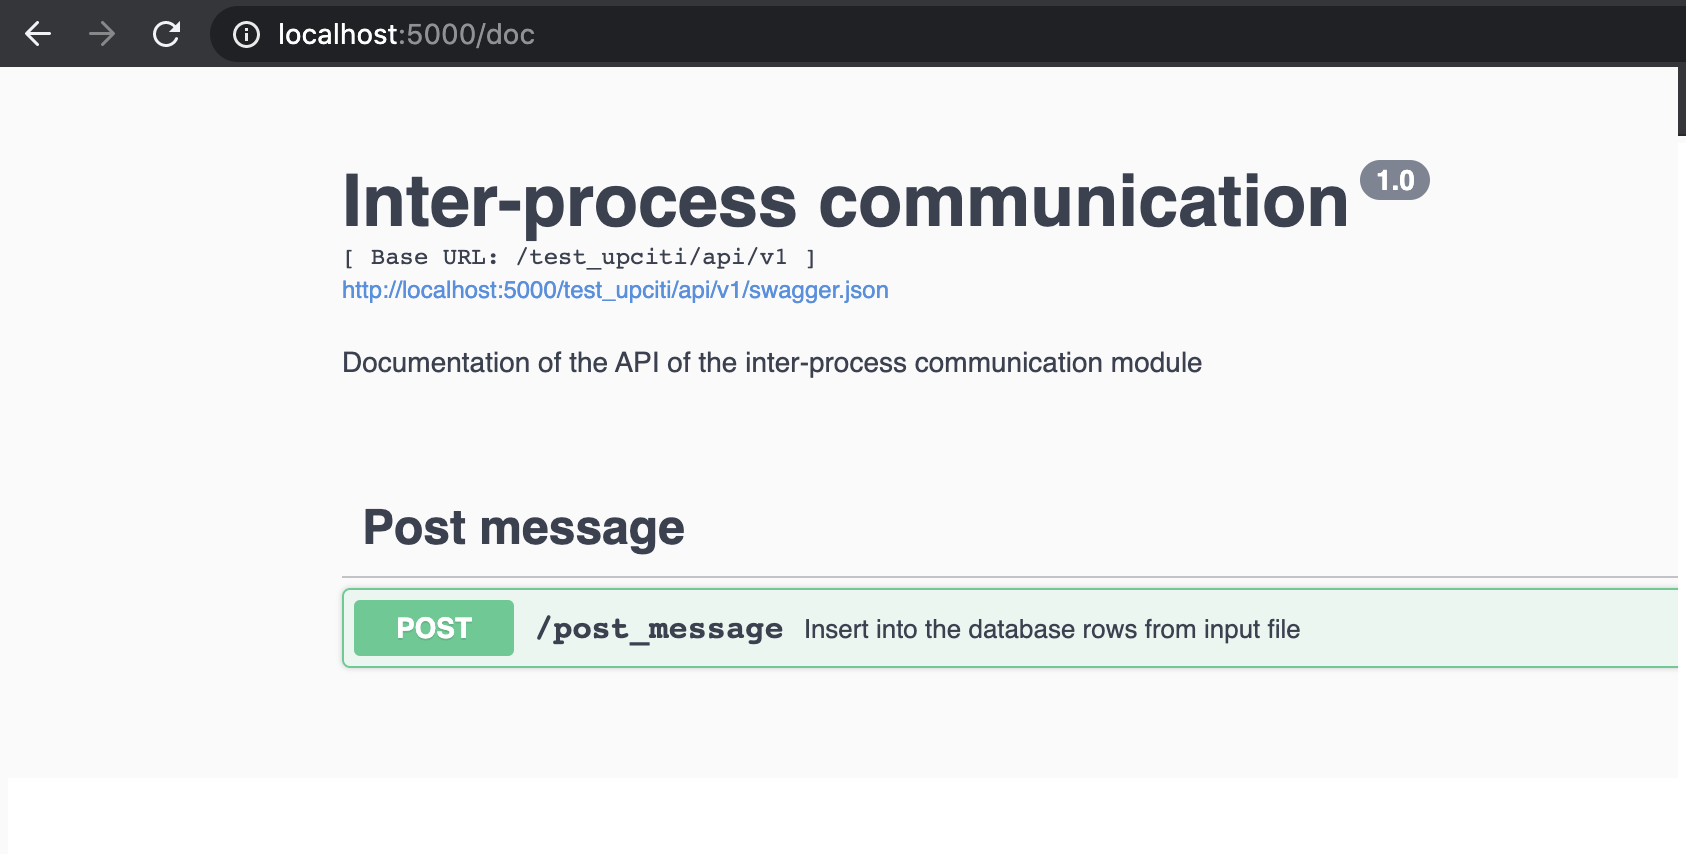 localhost:5000/doc
Inter-process communication 1.0
[ Base URL: /test_upciti/api/v1 ]
http://localhost:5000/test_upciti/api/v1/swagger.json
Documentation of the API of the inter-process communication module
Post message
POST /post_message Insert into the database rows from input file